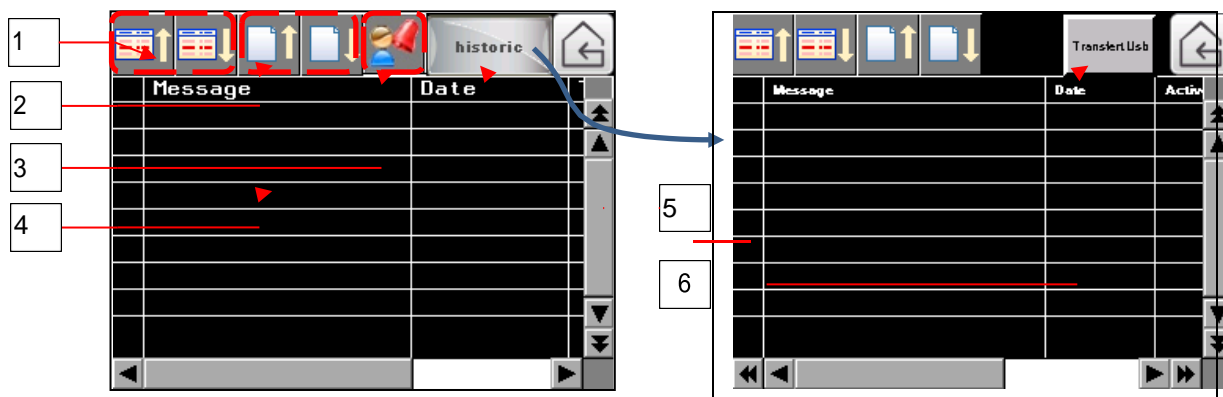 1
2
3
4
historic
Message Date
5
6
Transfert Usb
Message Date Activ